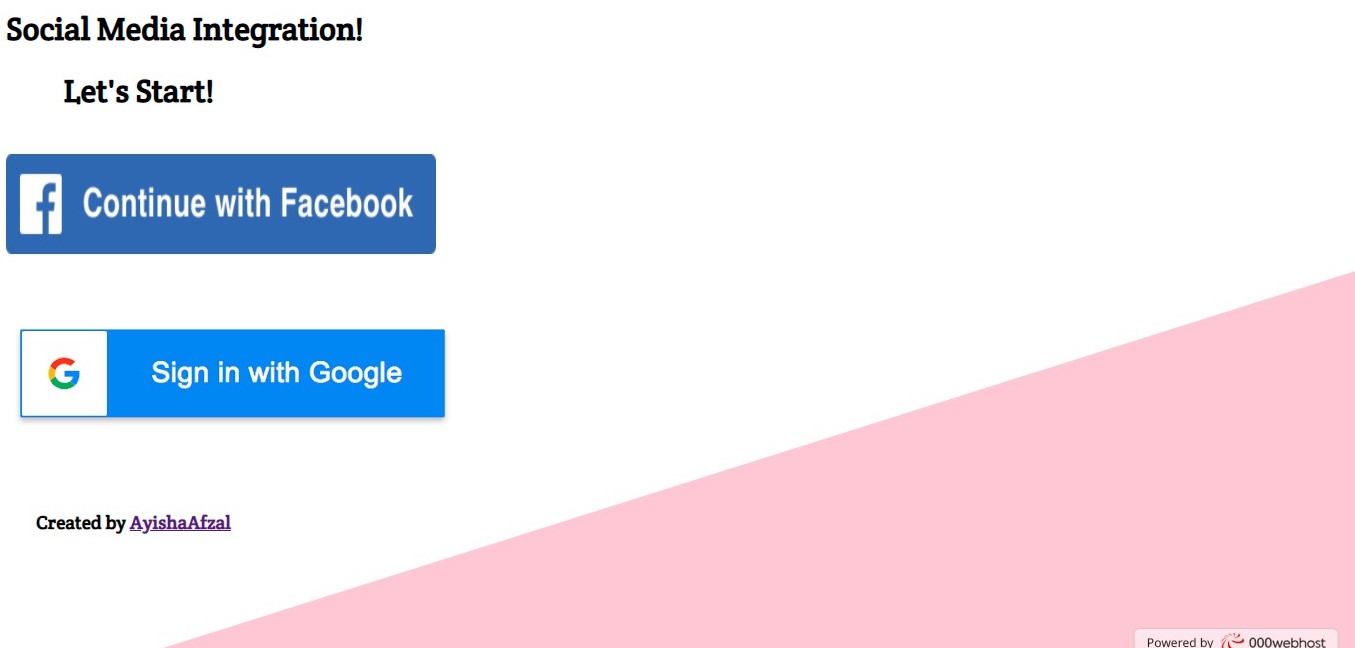 Social Media Integration!
Let's Start!
Continue with Facebook
Sign in with Google
Created by AyishaAfzal
Powered by 000webhost